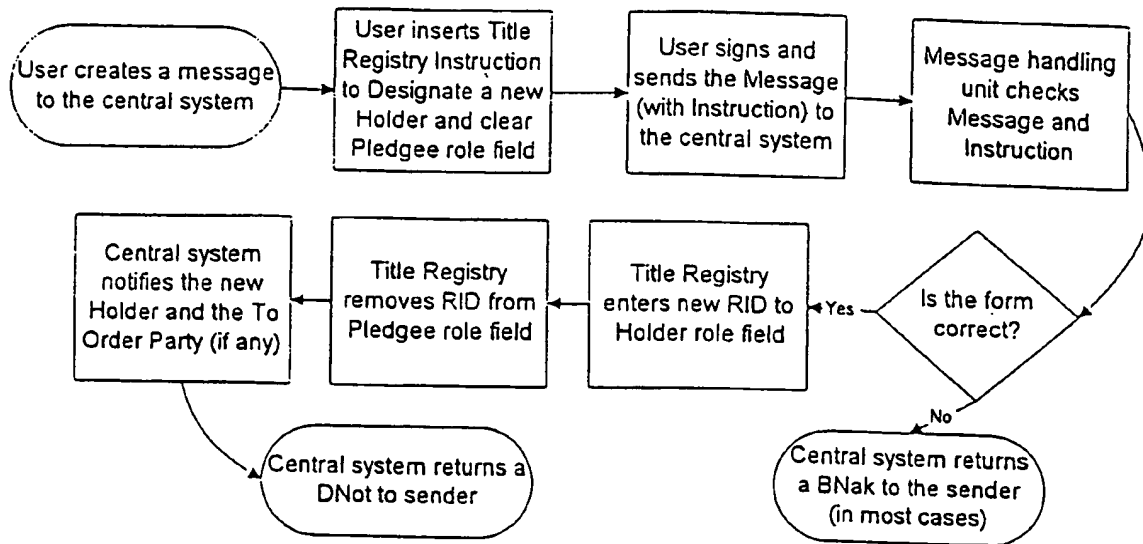 User creates a message
to the central system
User inserts Title
Registry Instruction
to Designate a new
Holder and clear
Pledgee role field
User signs and
sends the Message
(with Instruction) to
the central system
Message handling
unit checks
Message and
Instruction
Is the form
correct?
Yes
No
Title Registry
enters new RID to
Holder role field
Title Registry
removes RID from
Pledgee role field
Central system
notifies the new
Holder and the To
Order Party (if any)
Central system returns a
DNot to sender
Central system returns
a BNak to the sender
(in most cases)